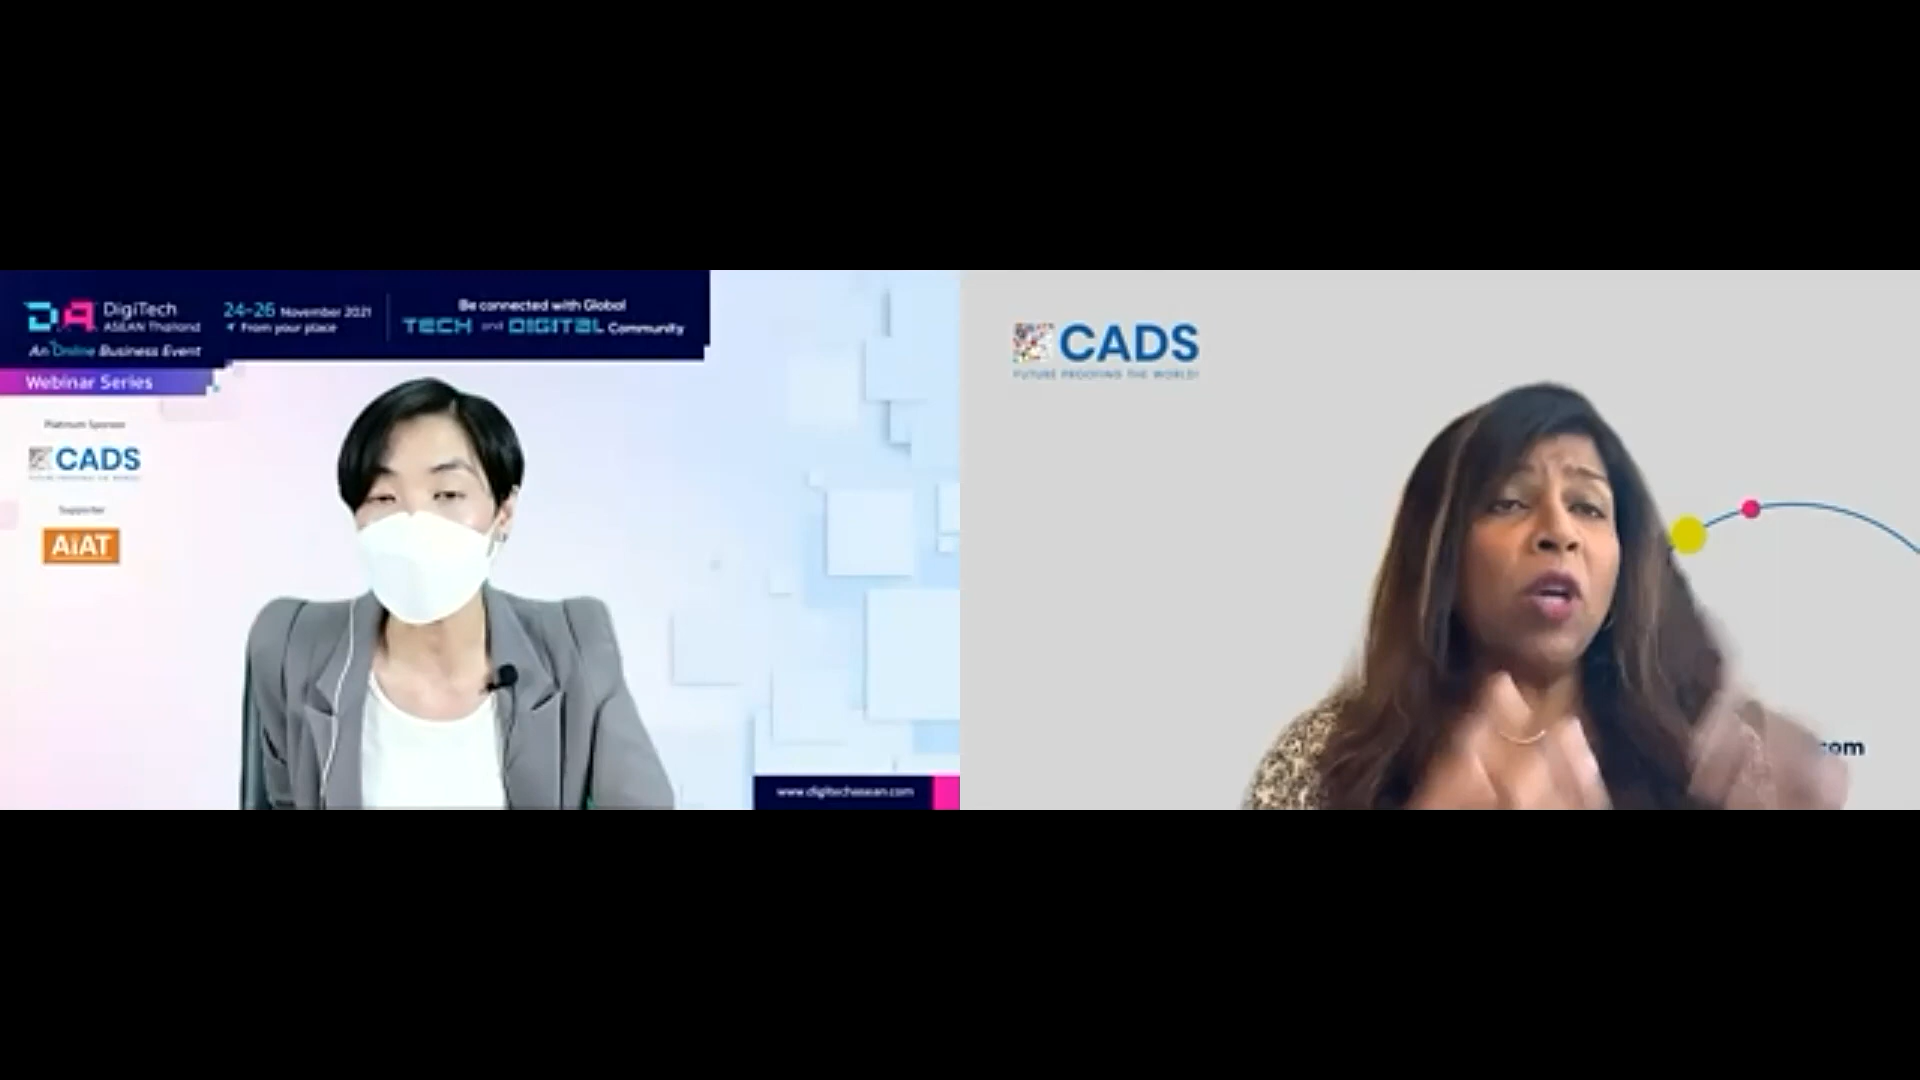 DA DigiTech
ASEAN Thailand
An Online Business Event
24-26 November 2021
From your place
Be connected with Global
TECH and DIGITAL Community
Webinar Series
Platinum Sponsor
CADS
Supporter
AiAT
www.digitechasean.com
CADS
FUTURE PROOFING THE WORLD!
.com